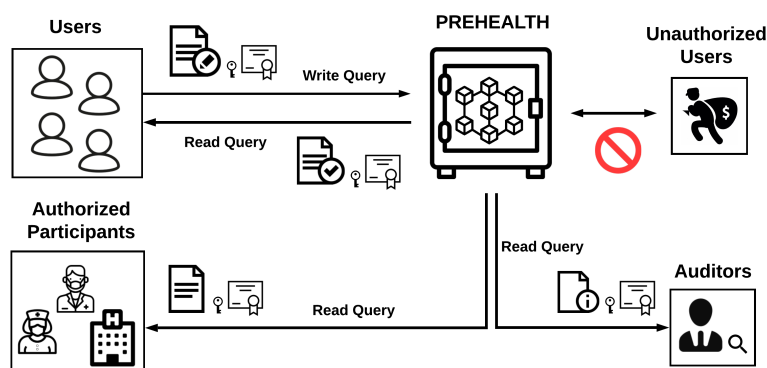 Users
PREHEALTH
Unauthorized
Users
Write Query
Read Query
$
Authorized
Participants
Read Query
Read Query
Auditors